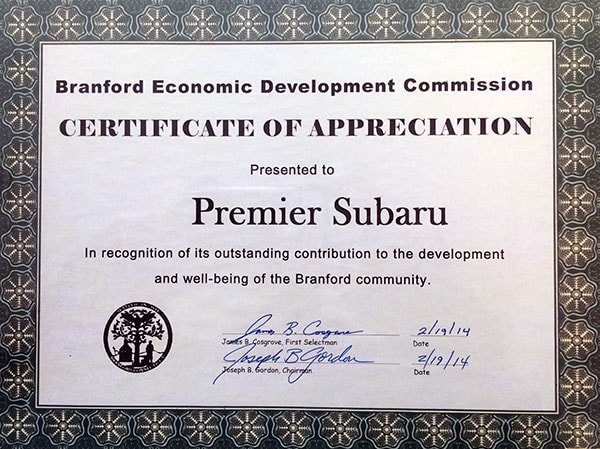 Branford Economic Development Commission
CERTIFICATE OF APPRECIATION
Presented to
Premier Subaru
In recognition of its outstanding contribution to the development
and well-being of the Branford community.
James B. Cosgrove 2/19/14
James B. Cosgrove, First Selectman Date
Joseph B Gordon 2/19/14
Joseph B. Gordon, Chairman Date